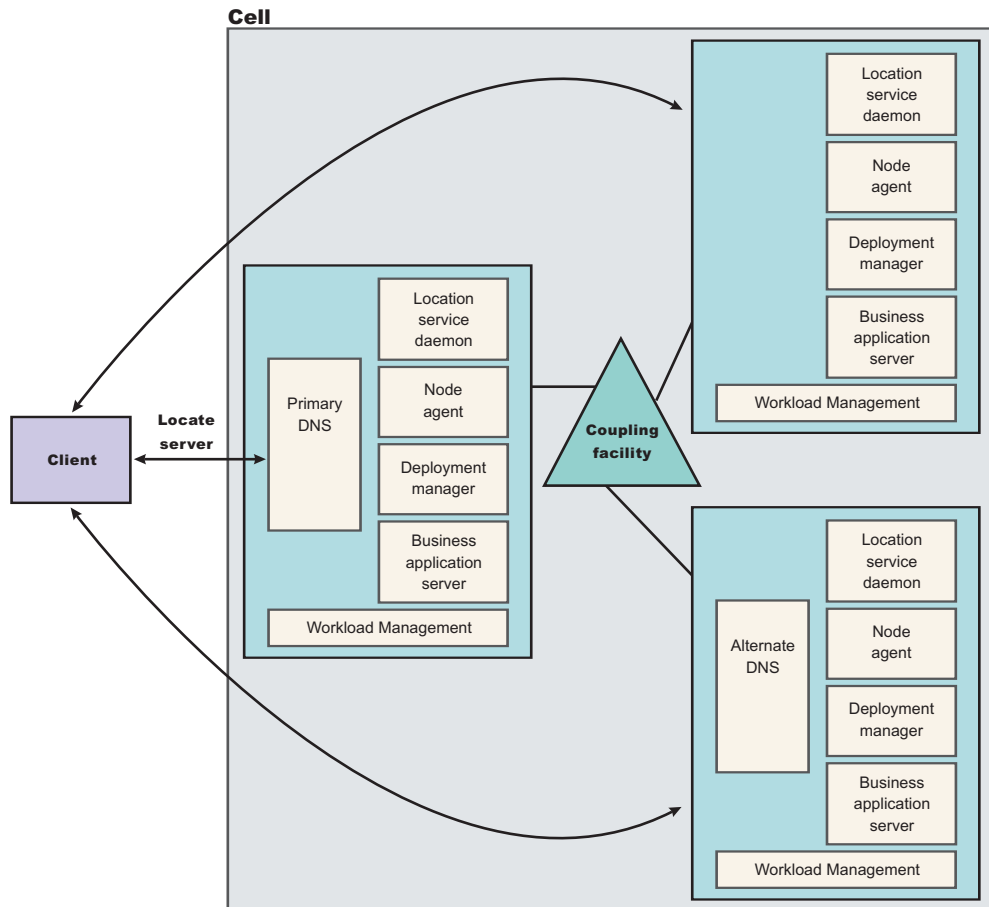 Cell
Location
service
daemon
Node
agent
Deployment
manager
Business
application
server
Workload Management
Location
service
daemon
Primary
DNS
Node
agent
Deployment
manager
Business
application
server
Workload Management
Locate
server
Client
Coupling
facility
Location
service
daemon
Alternate
DNS
Node
agent
Deployment
manager
Business
application
server
Workload Management